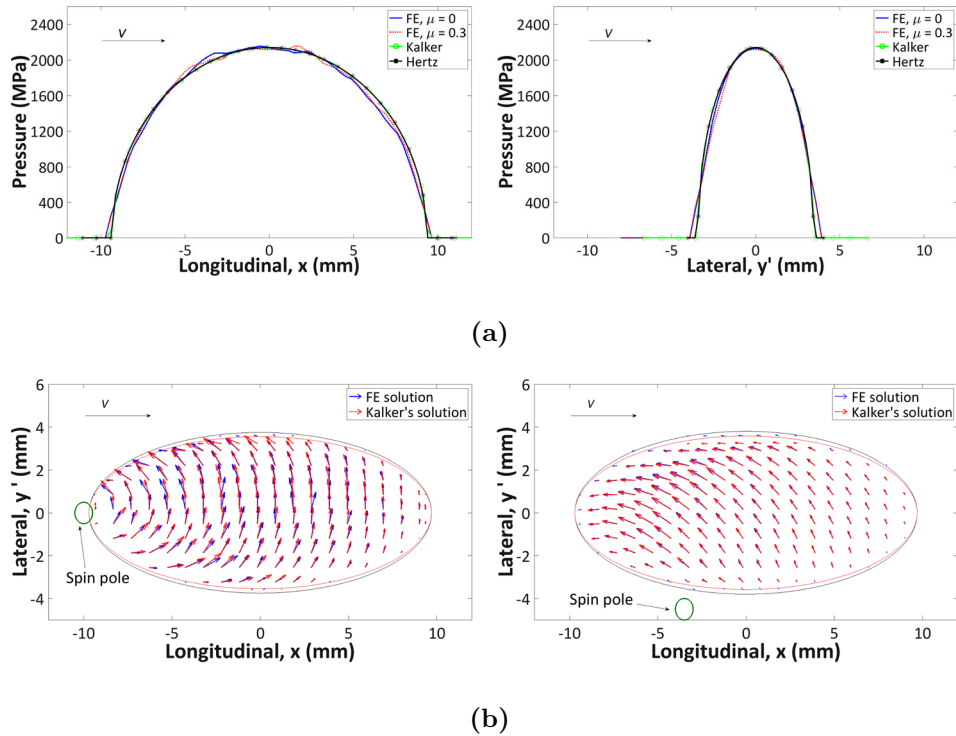 2400
2000
1600
1200
800
400
0
Pressure (MPa)
V
FE, μ = 0
FE, μ = 0.3
Kalker
Hertz
-10
-5
0
5
10
Longitudinal, x (mm)
2400
2000
1600
1200
800
400
0
Pressure (MPa)
V
FE, μ = 0
FE, μ = 0.3
Kalker
Hertz
-10
-5
0
5
10
Lateral, y' (mm)
(a)
6
4
2
0
-2
-4
Lateral, y ' (mm)
V
FE solution
Kalker's solution
Spin pole
-10
-5
0
5
10
Longitudinal, x (mm)
6
4
2
0
-2
-4
Lateral, y ' (mm)
V
FE solution
Kalker's solution
Spin pole
-10
-5
0
5
10
Longitudinal, x (mm)
(b)